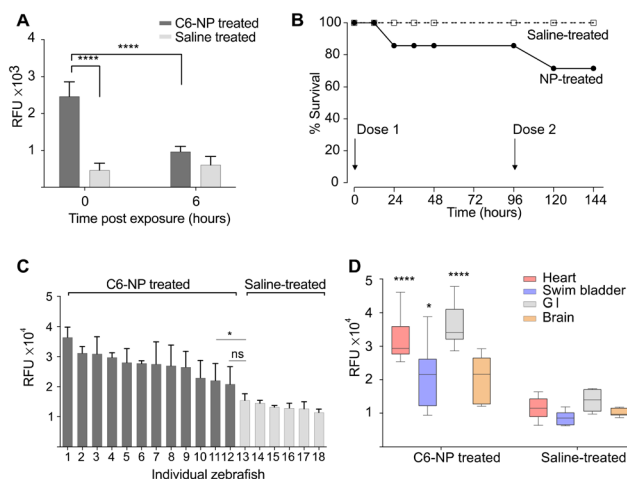 A
C6-NP treated
Saline treated
****
****
RFU ×10³
4
3
2
1
0
6
Time post exposure (hours)
B
100
80
60
40
20
0
% Survival
Saline-treated
NP-treated
Dose 1
Dose 2
0 24 48 72 96 120 144
Time (hours)
C
C6-NP treated
Saline-treated
*
ns
RFU ×10⁴
5
4
3
2
1
1 2 3 4 5 6 7 8 9 10 11 12 13 14 15 16 17 18
Individual zebrafish
D
****
*
****
Heart
Swim bladder
G I
Brain
RFU ×10⁴
5
4
3
2
1
C6-NP treated
Saline-treated